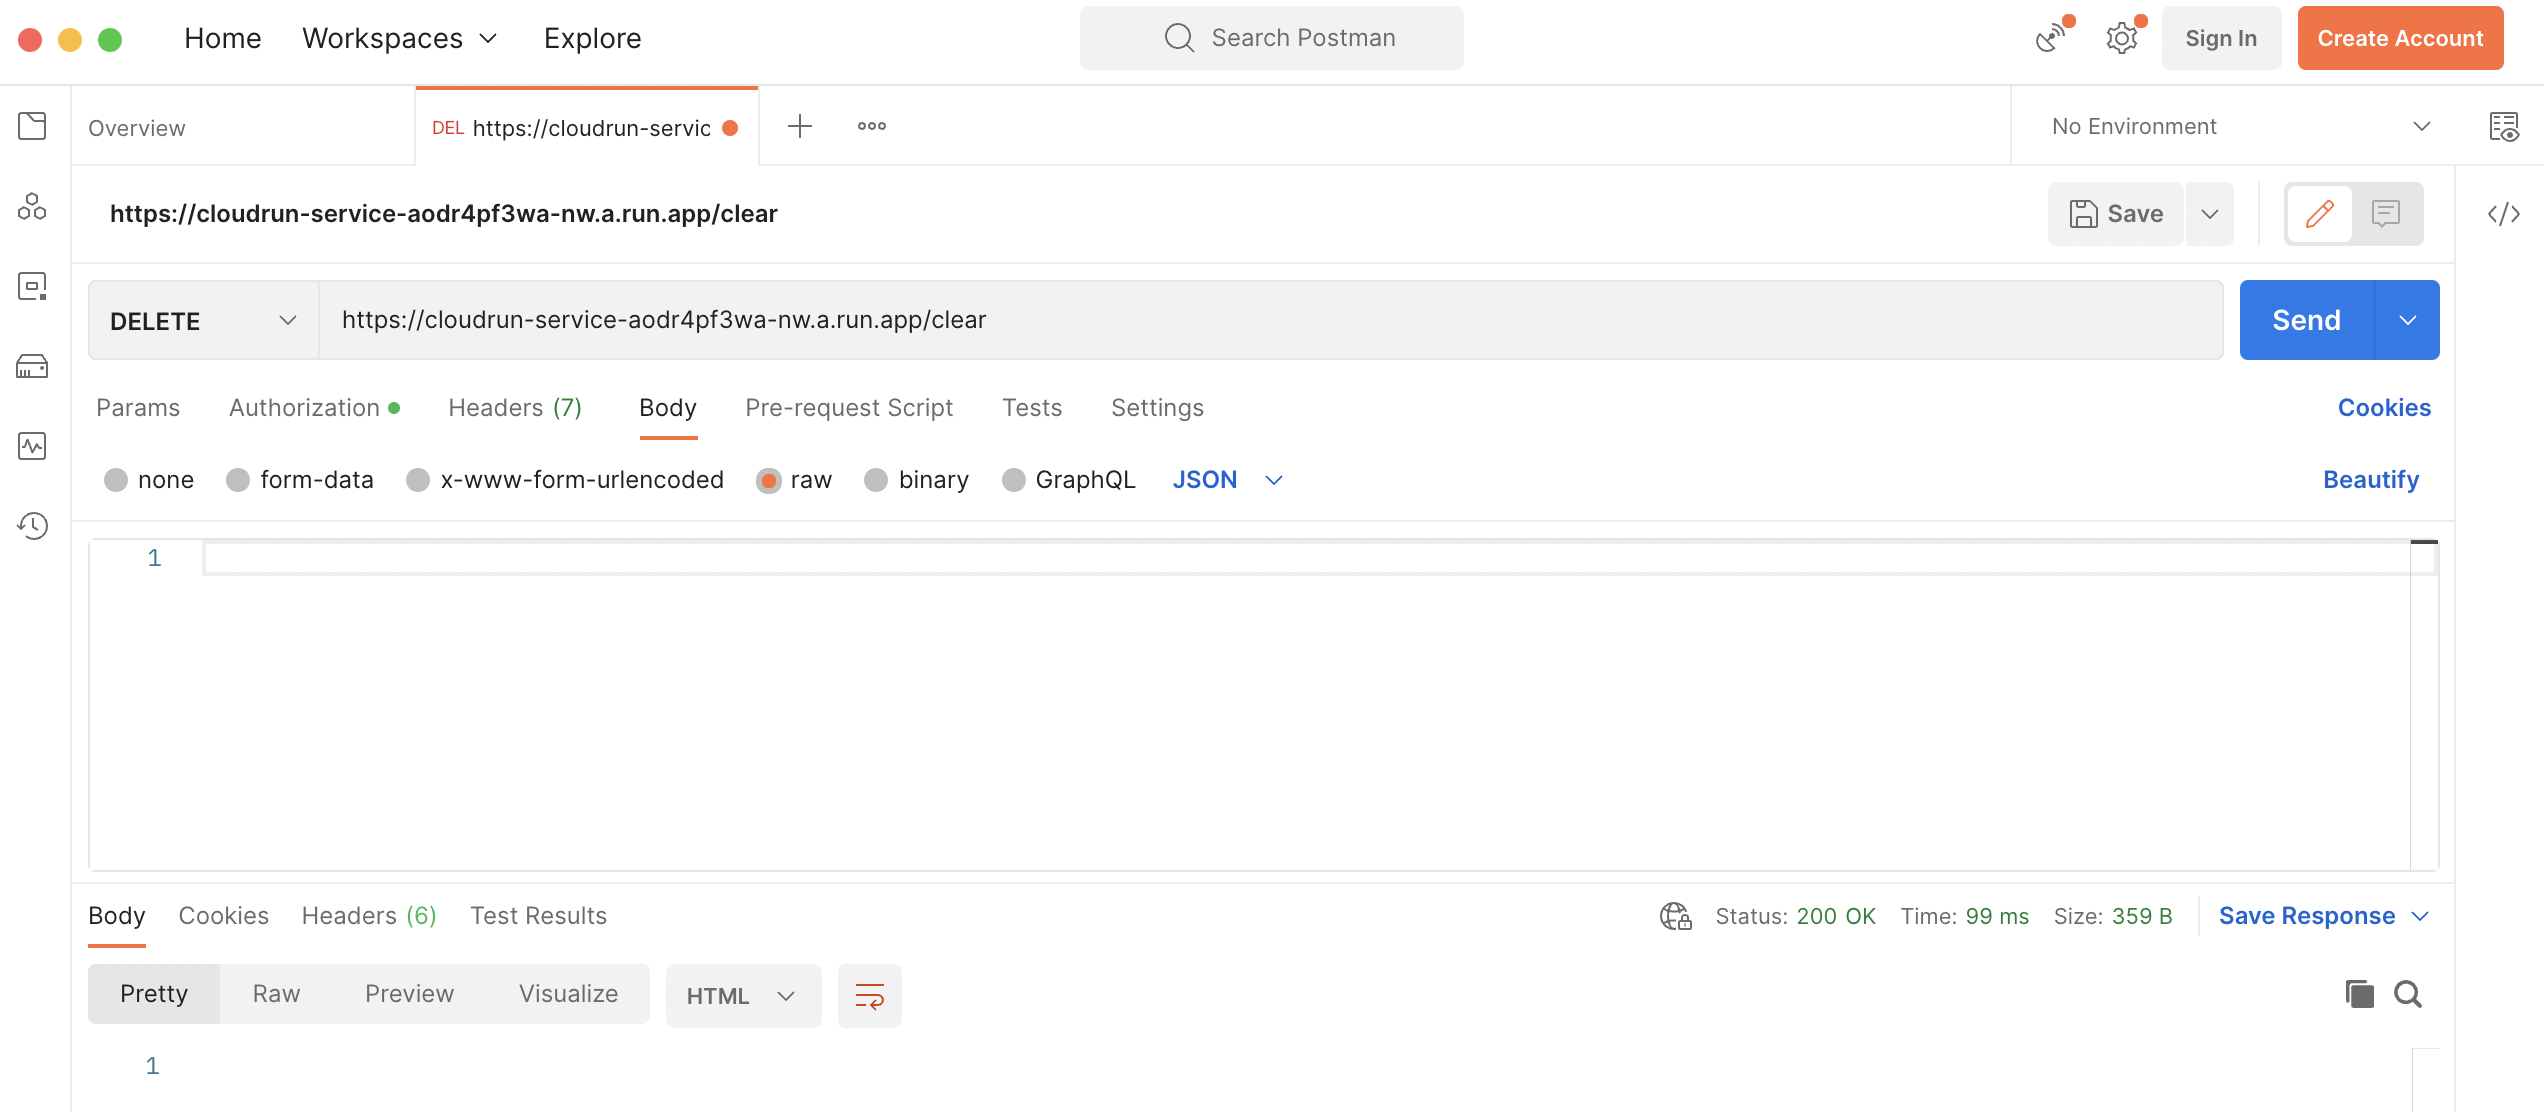 Home Workspaces Explore Search Postman Sign In Create Account
Overview DEL https://cloudrun-servic No Environment
https://cloudrun-service-aodr4pf3wa-nw.a.run.app/clear Save
DELETE https://cloudrun-service-aodr4pf3wa-nw.a.run.app/clear Send
Params Authorization Headers (7) Body Pre-request Script Tests Settings Cookies
none form-data x-www-form-urlencoded raw binary GraphQL JSON Beautify
1
Body Cookies Headers (6) Test Results Status: 200 OK Time: 99 ms Size: 359 B Save Response
Pretty Raw Preview Visualize HTML
1